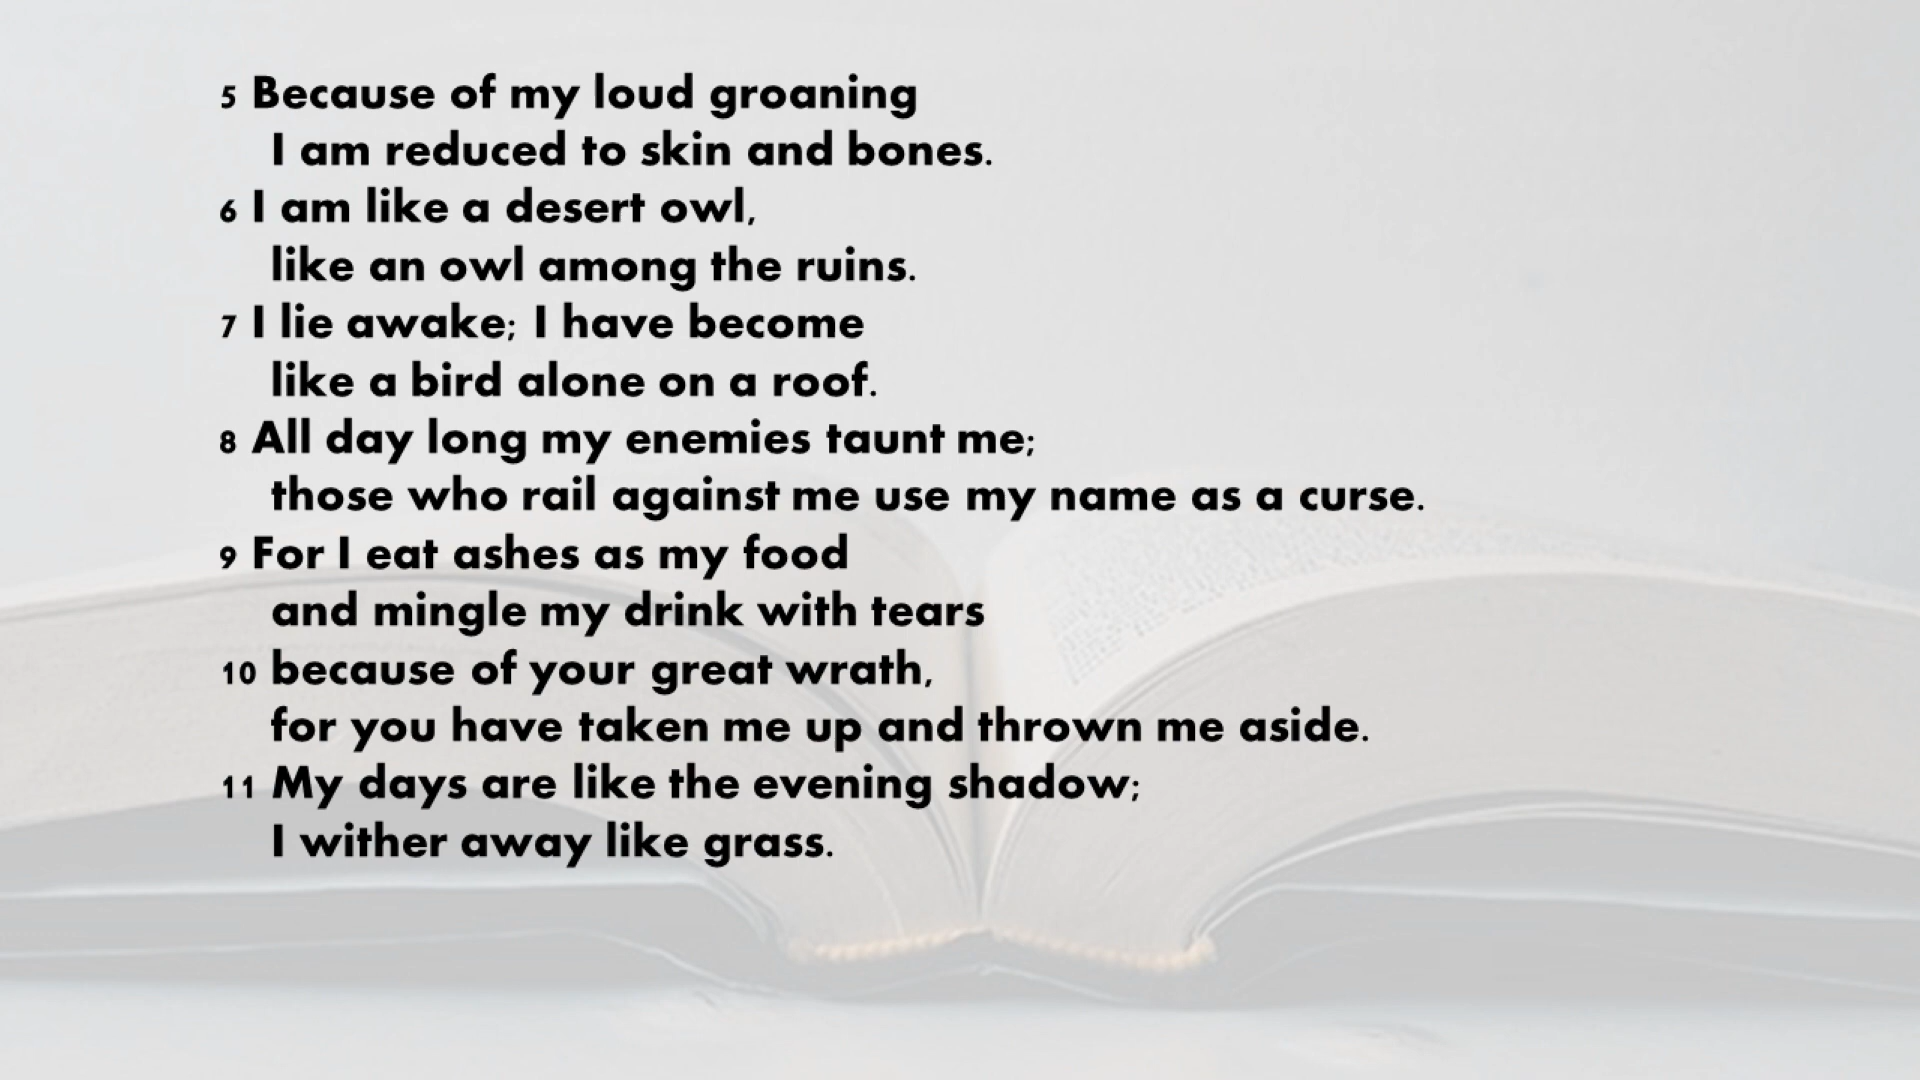 5 Because of my loud groaning
I am reduced to skin and bones.
6 I am like a desert owl,
like an owl among the ruins.
7 I lie awake; I have become
like a bird alone on a roof.
8 All day long my enemies taunt me;
those who rail against me use my name as a curse.
9 For I eat ashes as my food
and mingle my drink with tears
10 because of your great wrath,
for you have taken me up and thrown me aside.
11 My days are like the evening shadow;
I wither away like grass.